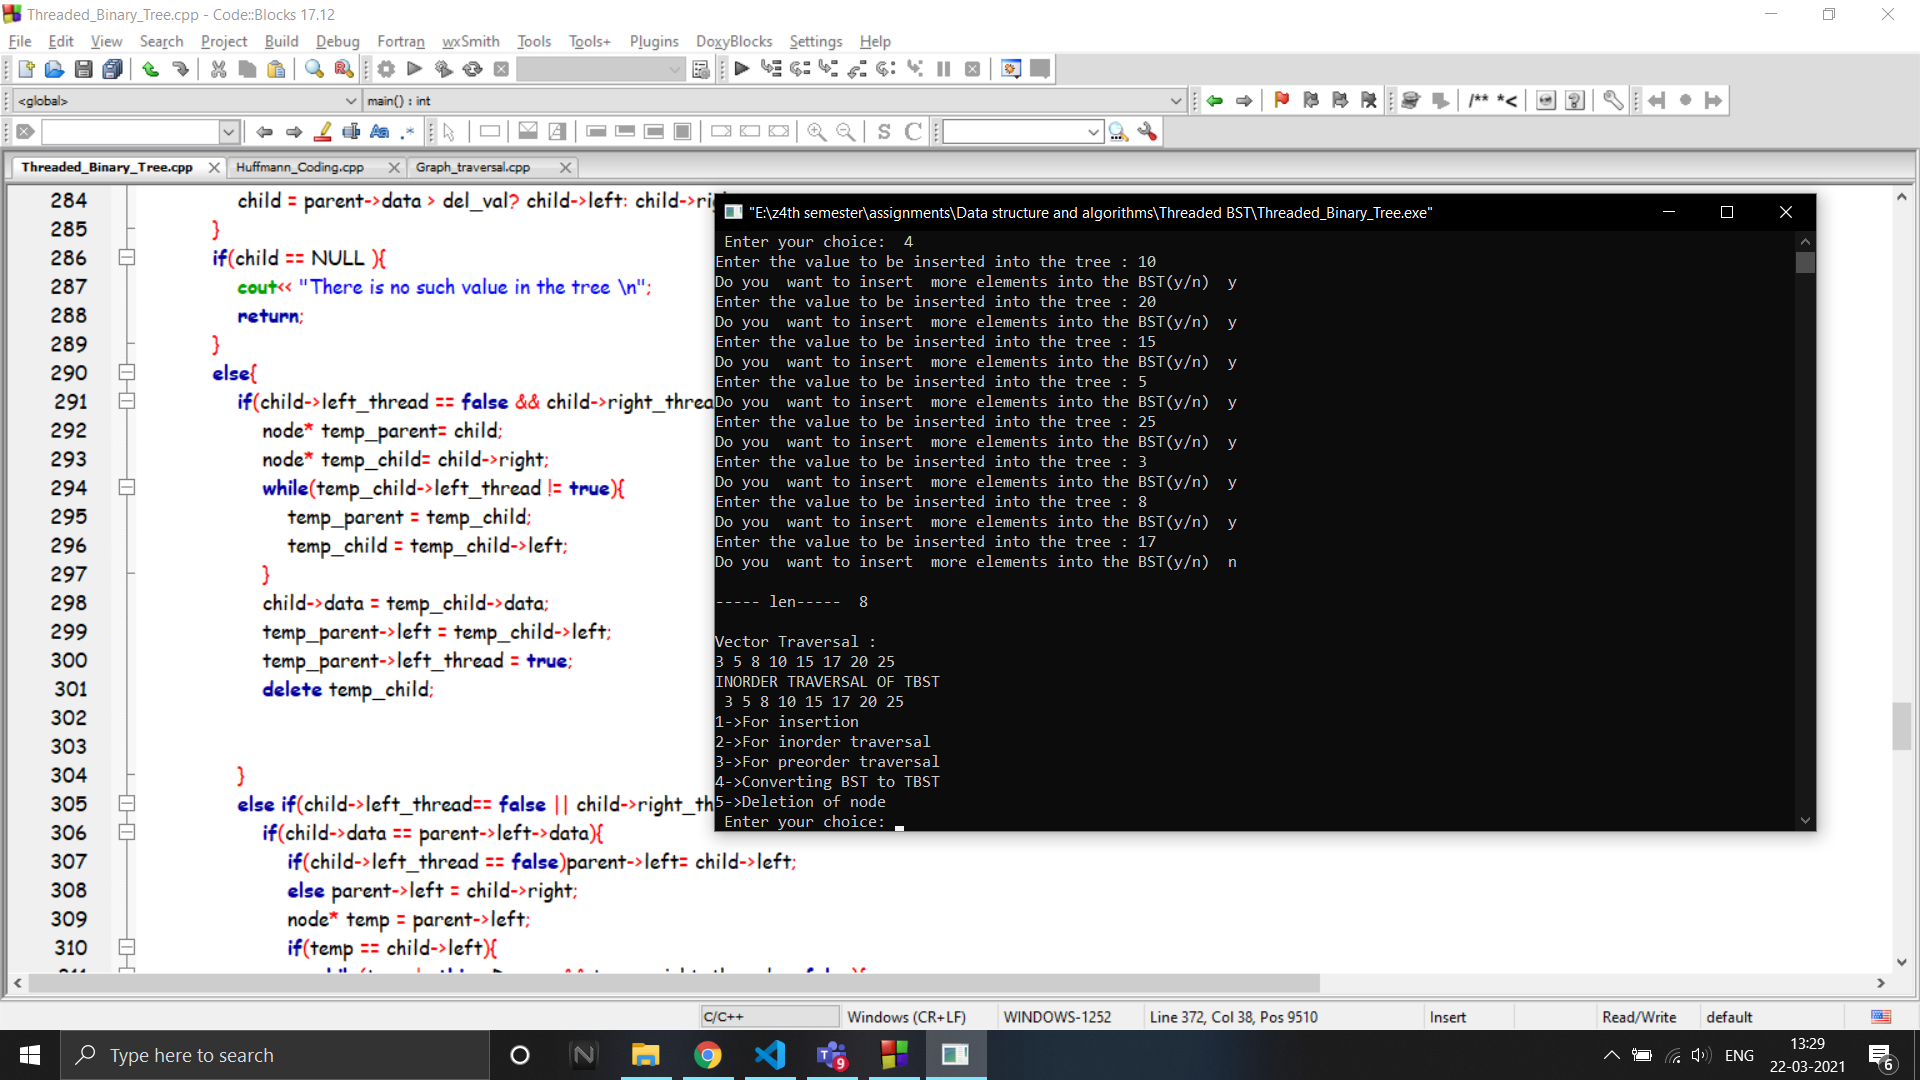 Threaded_Binary_Tree.cpp - Code::Blocks 17.12
File Edit View Search Project Build Debug Fortran wxSmith Tools Tools+ Plugins DoxyBlocks Settings Help
<global> main() : int
/** *<
Aa .*
S C
Threaded_Binary_Tree.cpp Huffmann_Coding.cpp Graph_traversal.cpp
284 child = parent->data > del_val? child->left: child->rig
285 }
286 if(child == NULL ){
287 cout<< "There is no such value in the tree \n";
288 return;
289 }
290 else{
291 if(child->left_thread == false && child->right_threa
292 node* temp_parent= child;
293 node* temp_child= child->right;
294 while(temp_child->left_thread != true){
295 temp_parent = temp_child;
296 temp_child = temp_child->left;
297 }
298 child->data = temp_child->data;
299 temp_parent->left = temp_child->left;
300 temp_parent->left_thread = true;
301 delete temp_child;
302
303
304 }
305 else if(child->left_thread== false || child->right_th
306 if(child->data == parent->left->data){
307 if(child->left_thread == false)parent->left= child->left;
308 else parent->left = child->right;
309 node* temp = parent->left;
310 if(temp == child->left){
"E:\z4th semester\assignments\Data structure and algorithms\Threaded BST\Threaded_Binary_Tree.exe"
Enter your choice:  4
Enter the value to be inserted into the tree : 10
Do you  want to insert  more elements into the BST(y/n)  y
Enter the value to be inserted into the tree : 20
Do you  want to insert  more elements into the BST(y/n)  y
Enter the value to be inserted into the tree : 15
Do you  want to insert  more elements into the BST(y/n)  y
Enter the value to be inserted into the tree : 5
Do you  want to insert  more elements into the BST(y/n)  y
Enter the value to be inserted into the tree : 25
Do you  want to insert  more elements into the BST(y/n)  y
Enter the value to be inserted into the tree : 3
Do you  want to insert  more elements into the BST(y/n)  y
Enter the value to be inserted into the tree : 8
Do you  want to insert  more elements into the BST(y/n)  y
Enter the value to be inserted into the tree : 17
Do you  want to insert  more elements into the BST(y/n)  n
----- len-----  8
Vector Traversal :
3 5 8 10 15 17 20 25
INORDER TRAVERSAL OF TBST
3 5 8 10 15 17 20 25
1->For insertion
2->For inorder traversal
3->For preorder traversal
4->Converting BST to TBST
5->Deletion of node
Enter your choice:
C/C++ Windows (CR+LF) WINDOWS-1252 Line 372, Col 38, Pos 9510 Insert Read/Write default
Type here to search
9
ENG
13:29
22-03-2021
6